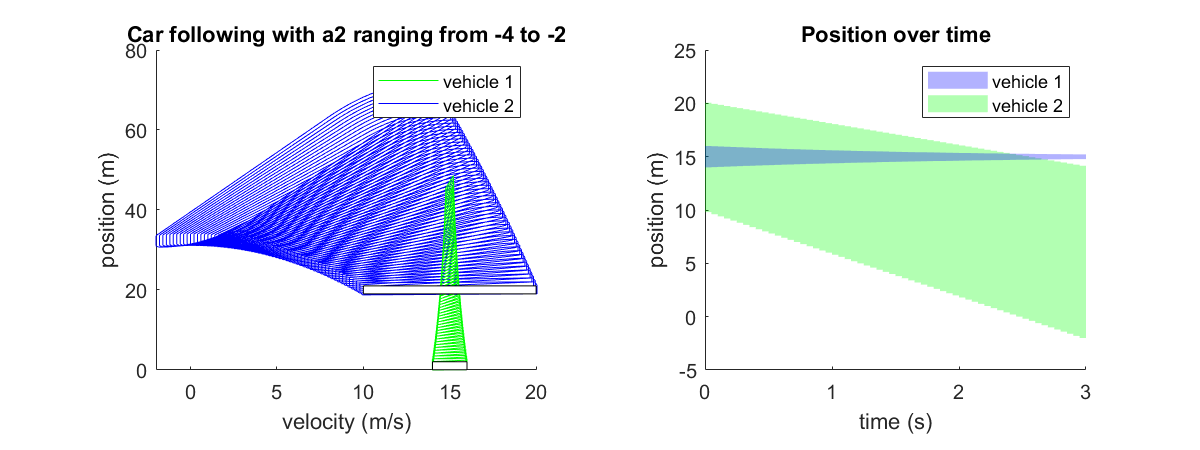 Car following with a2 ranging from -4 to -2
80
60
40
20
0
position (m)
0
5
10
15
20
velocity (m/s)
vehicle 1
vehicle 2
Position over time
25
20
15
10
5
0
-5
position (m)
0
1
2
3
time (s)
vehicle 1
vehicle 2